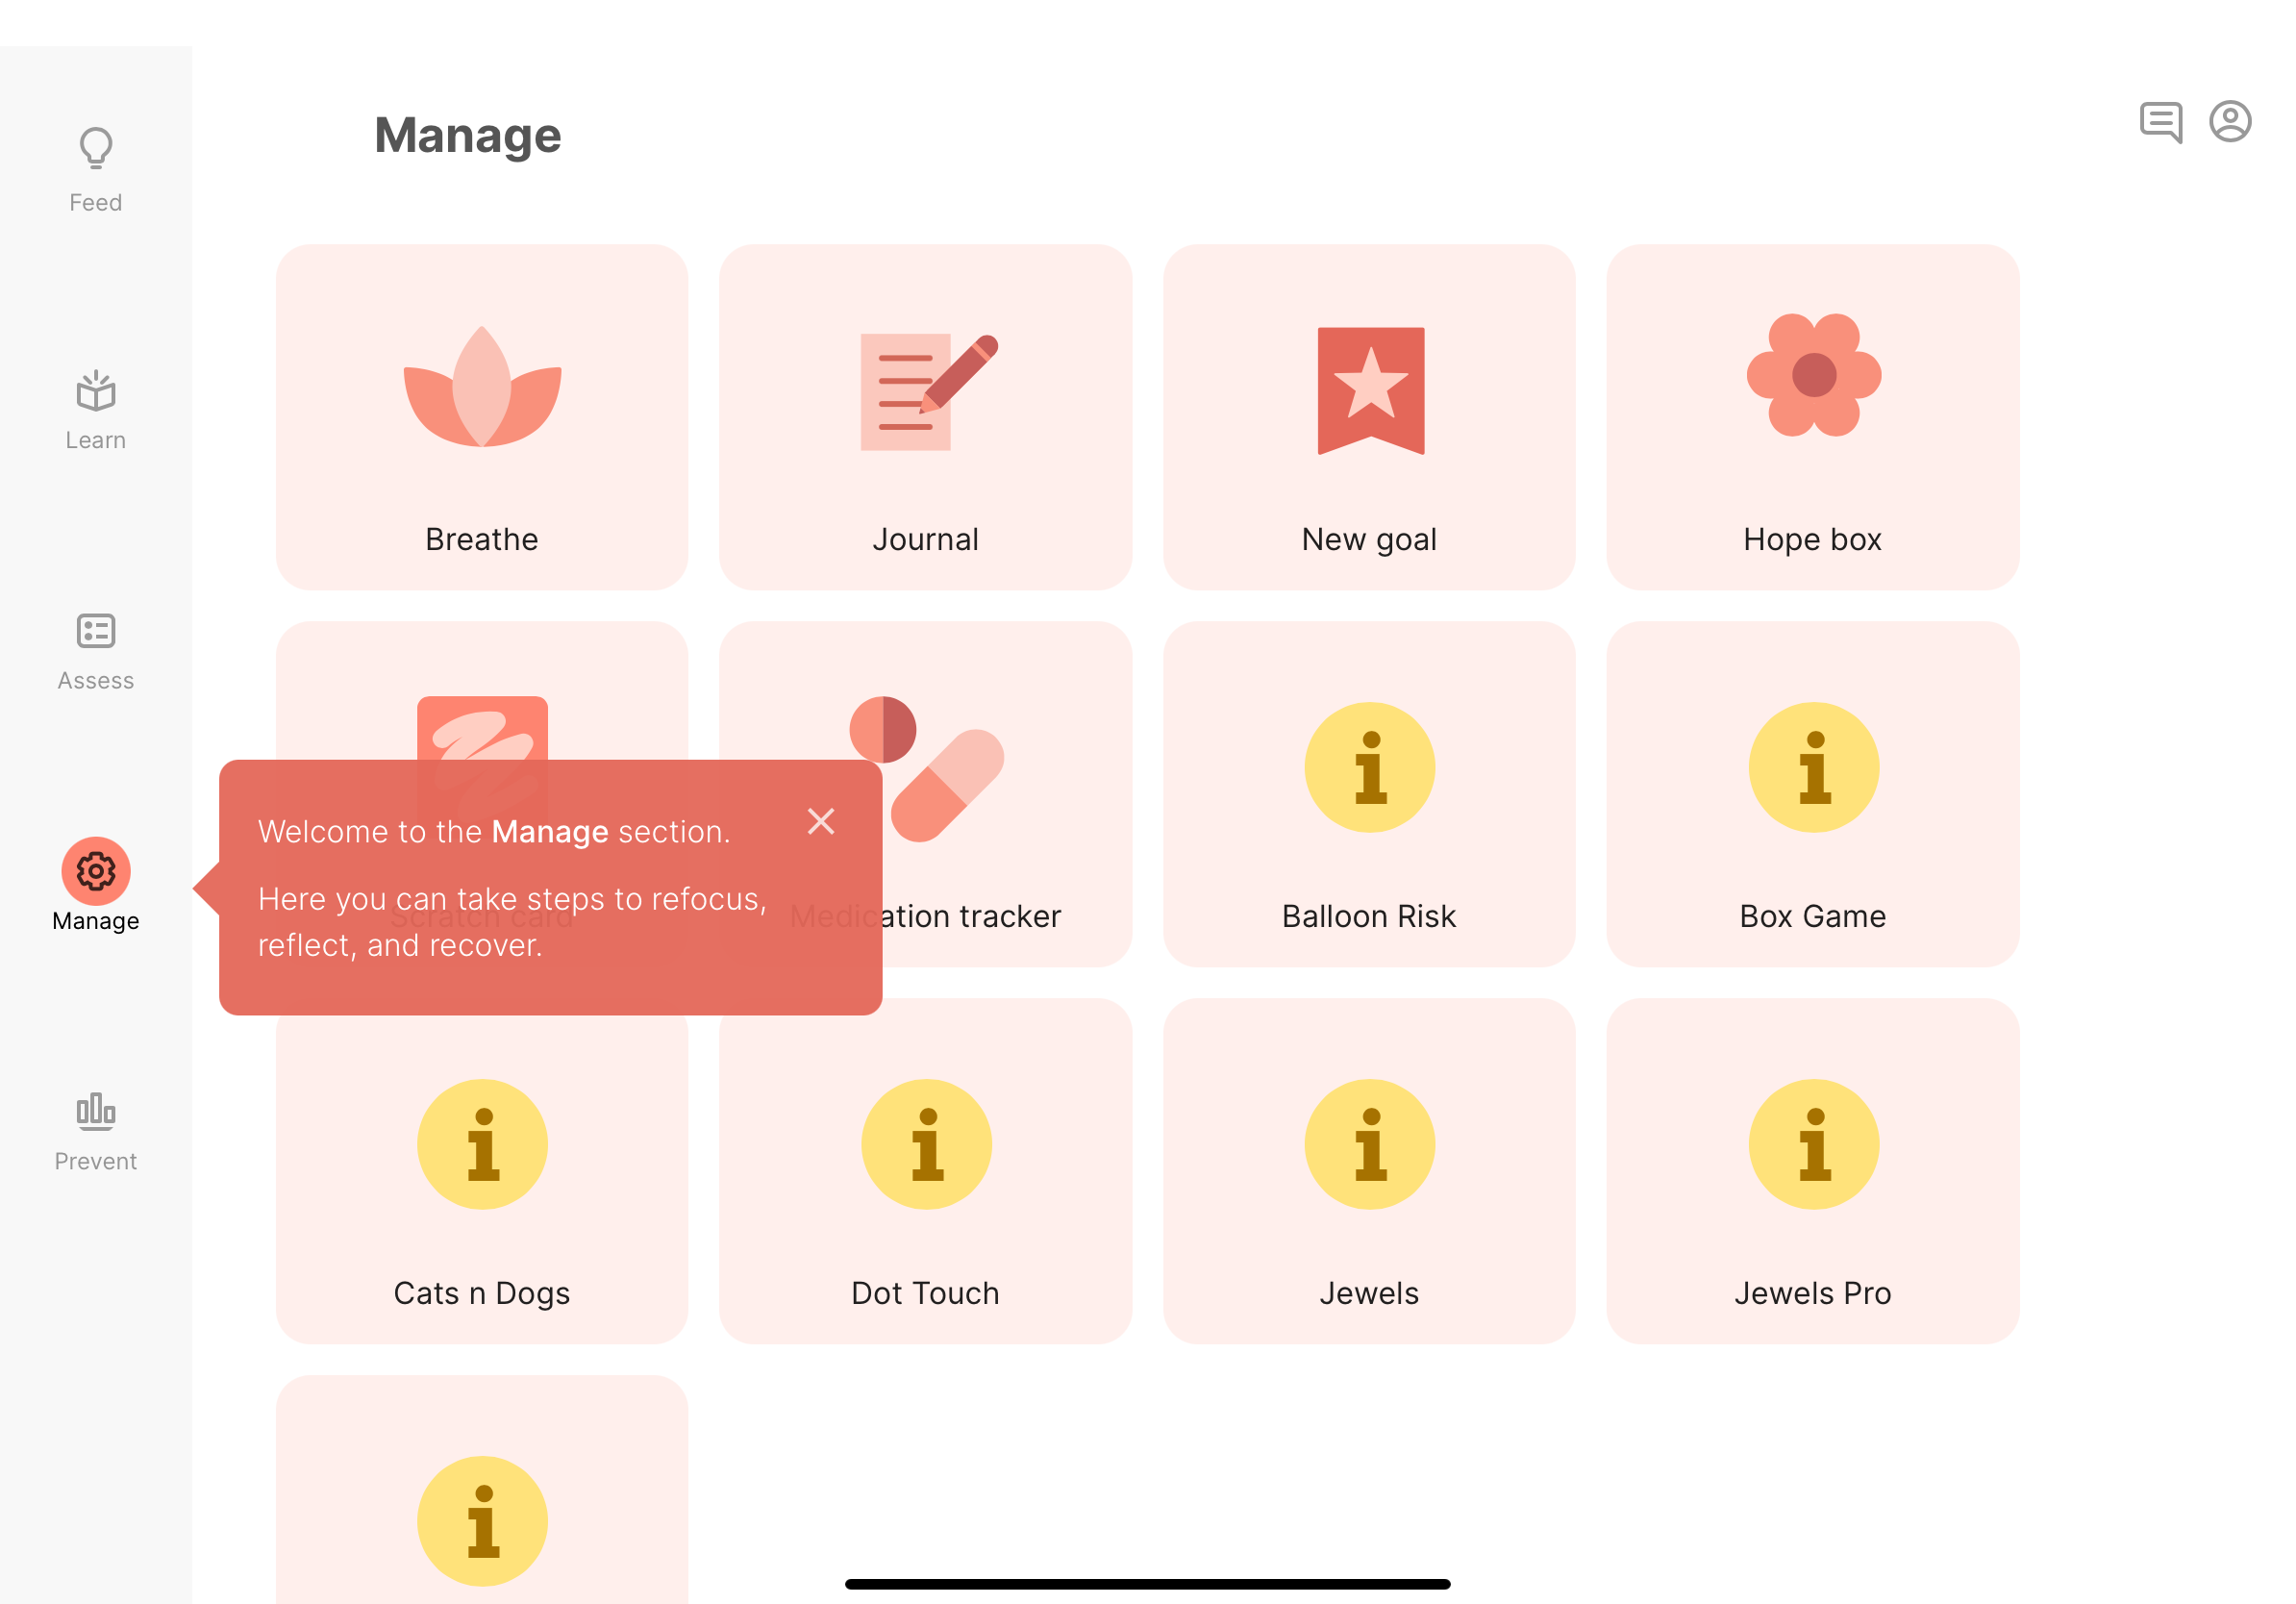 Manage
Feed
Learn
Assess
Manage
Prevent
Breathe
Journal
New goal
Hope box
Welcome to the Manage section.
Here you can take steps to refocus,
reflect, and recover.
Scratch card
Medication tracker
Balloon Risk
Box Game
Cats n Dogs
Dot Touch
Jewels
Jewels Pro